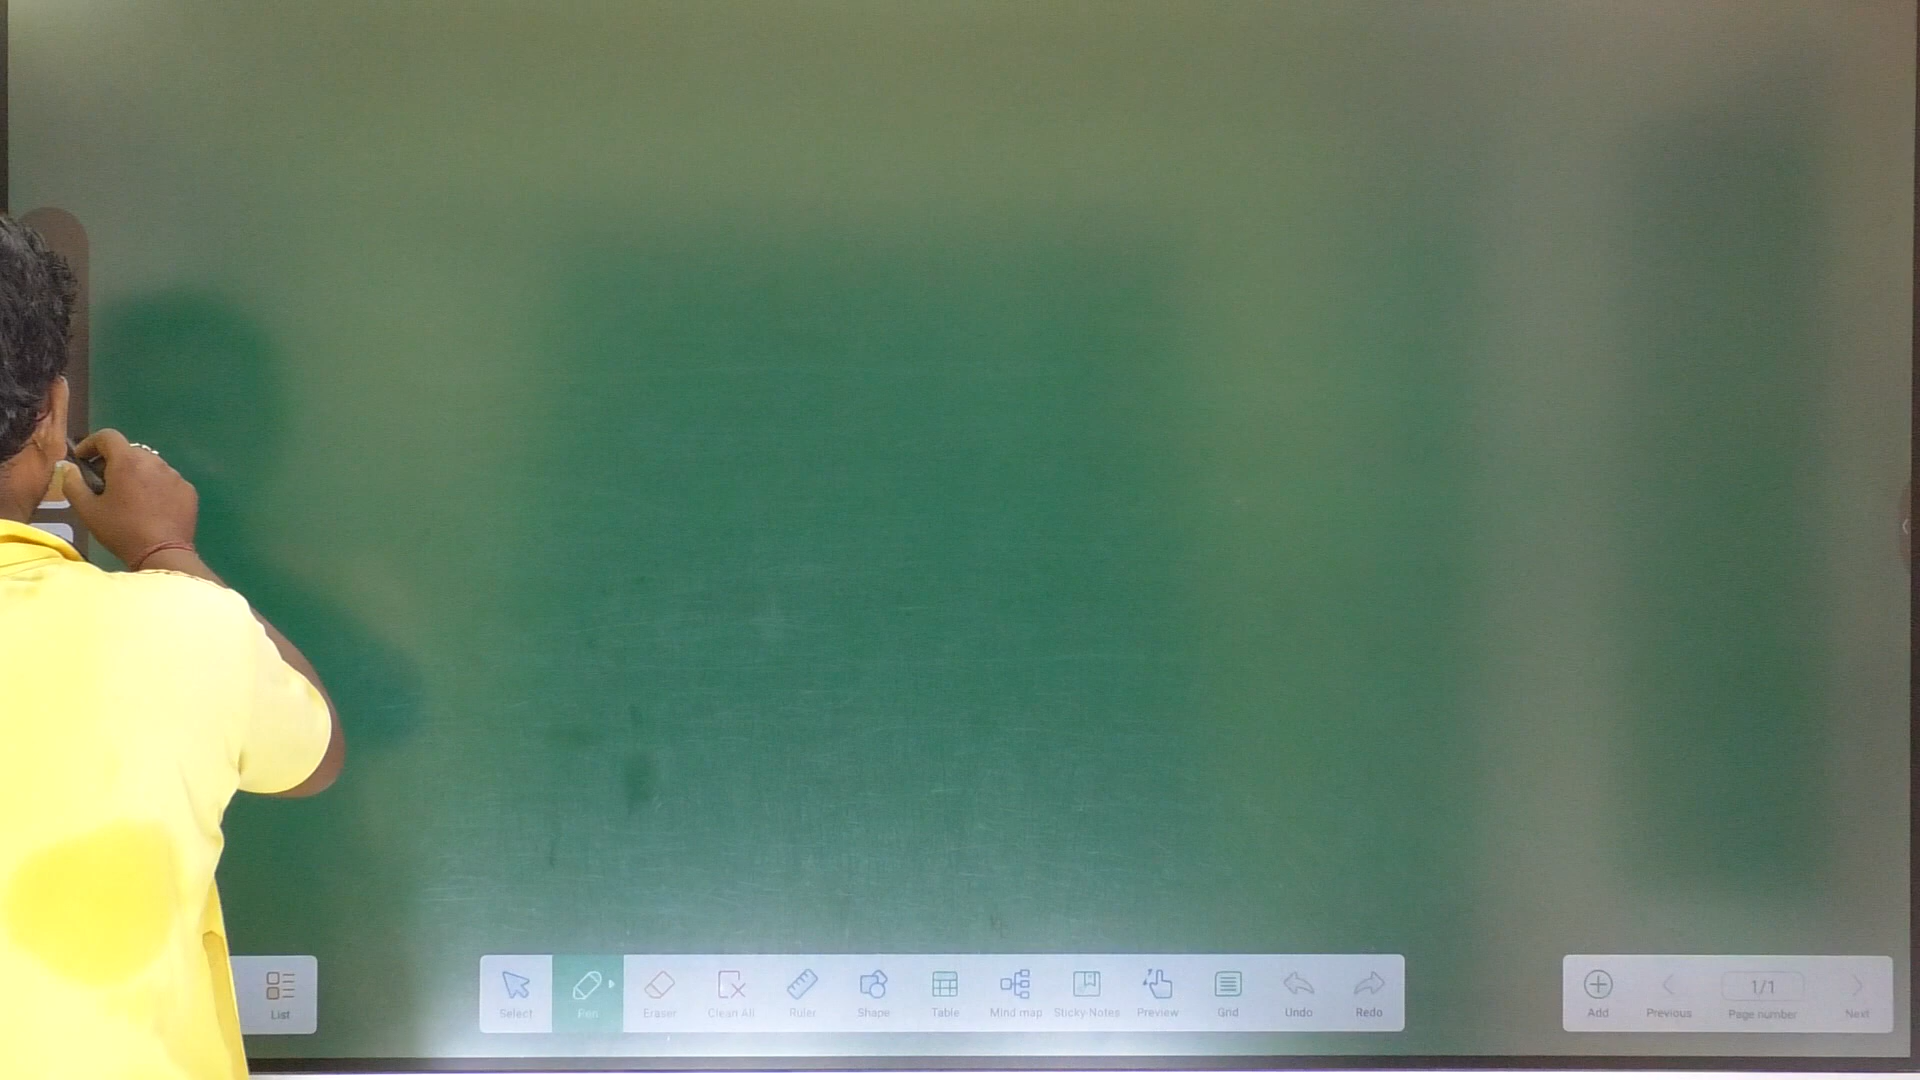 List
Select
Pen
Eraser
Clean All
Ruler
Shape
Table
Mind map
Sticky Notes
Preview
Grid
Undo
Redo
Add
Previous
1/1
Page number
Next